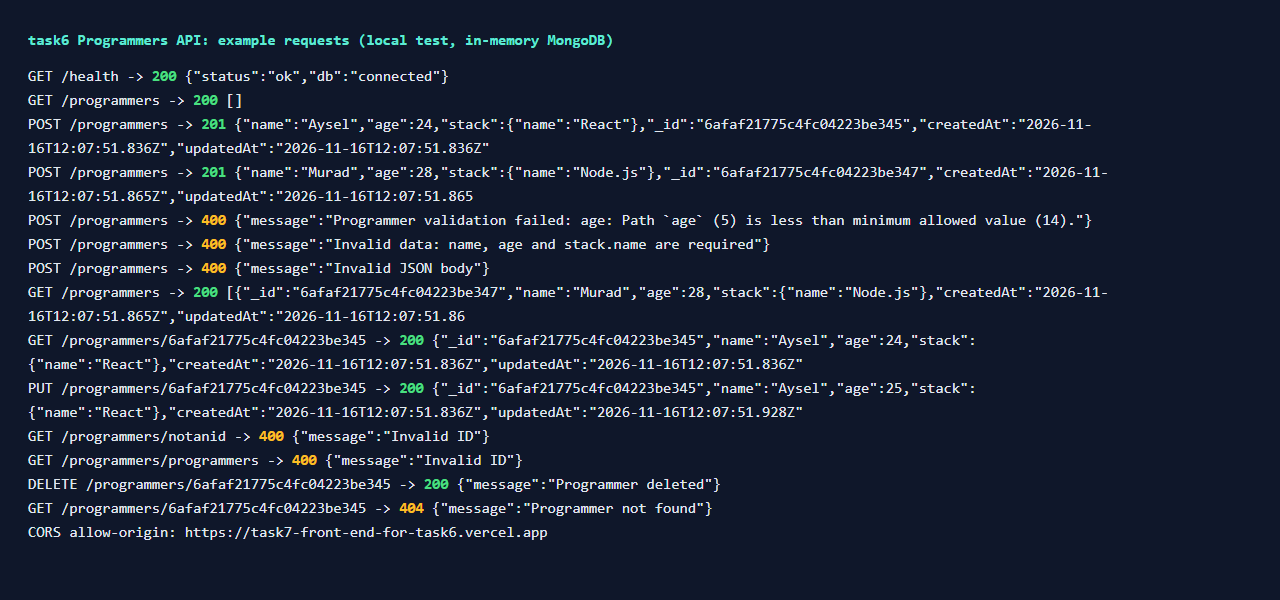 task6 Programmers API: example requests (local test, in-memory MongoDB)
GET /health -> 200 {"status":"ok","db":"connected"}
GET /programmers -> 200 []
POST /programmers -> 201 {"name":"Aysel","age":24,"stack":{"name":"React"},"_id":"6afaf21775c4fc04223be345","createdAt":"2026-11-
16T12:07:51.836Z","updatedAt":"2026-11-16T12:07:51.836Z"
POST /programmers -> 201 {"name":"Murad","age":28,"stack":{"name":"Node.js"},"_id":"6afaf21775c4fc04223be347","createdAt":"2026-11-
16T12:07:51.865Z","updatedAt":"2026-11-16T12:07:51.865
POST /programmers -> 400 {"message":"Programmer validation failed: age: Path `age` (5) is less than minimum allowed value (14)."}
POST /programmers -> 400 {"message":"Invalid data: name, age and stack.name are required"}
POST /programmers -> 400 {"message":"Invalid JSON body"}
GET /programmers -> 200 [{"_id":"6afaf21775c4fc04223be347","name":"Murad","age":28,"stack":{"name":"Node.js"},"createdAt":"2026-11-
16T12:07:51.865Z","updatedAt":"2026-11-16T12:07:51.86
GET /programmers/6afaf21775c4fc04223be345 -> 200 {"_id":"6afaf21775c4fc04223be345","name":"Aysel","age":24,"stack":
{"name":"React"},"createdAt":"2026-11-16T12:07:51.836Z","updatedAt":"2026-11-16T12:07:51.836Z"
PUT /programmers/6afaf21775c4fc04223be345 -> 200 {"_id":"6afaf21775c4fc04223be345","name":"Aysel","age":25,"stack":
{"name":"React"},"createdAt":"2026-11-16T12:07:51.836Z","updatedAt":"2026-11-16T12:07:51.928Z"
GET /programmers/notanid -> 400 {"message":"Invalid ID"}
GET /programmers/programmers -> 400 {"message":"Invalid ID"}
DELETE /programmers/6afaf21775c4fc04223be345 -> 200 {"message":"Programmer deleted"}
GET /programmers/6afaf21775c4fc04223be345 -> 404 {"message":"Programmer not found"}
CORS allow-origin: https://task7-front-end-for-task6.vercel.app